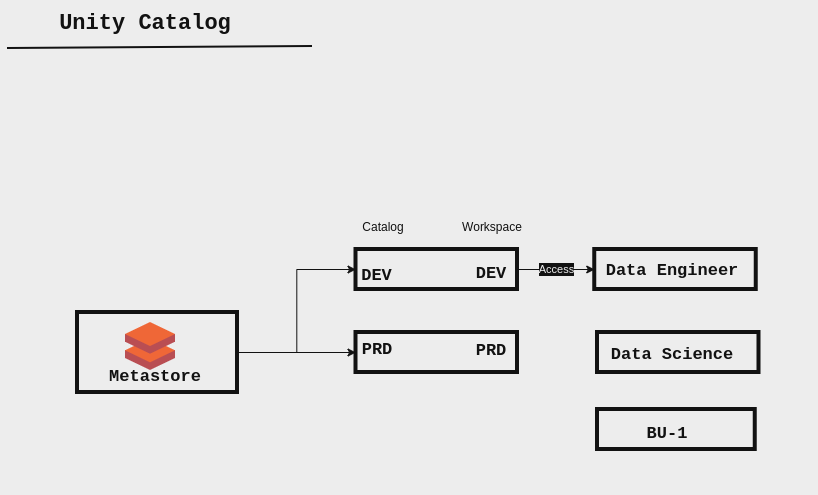 Unity Catalog
Catalog
Workspace
DEV
DEV
Access
Data Engineer
PRD
PRD
Data Science
Metastore
BU-1